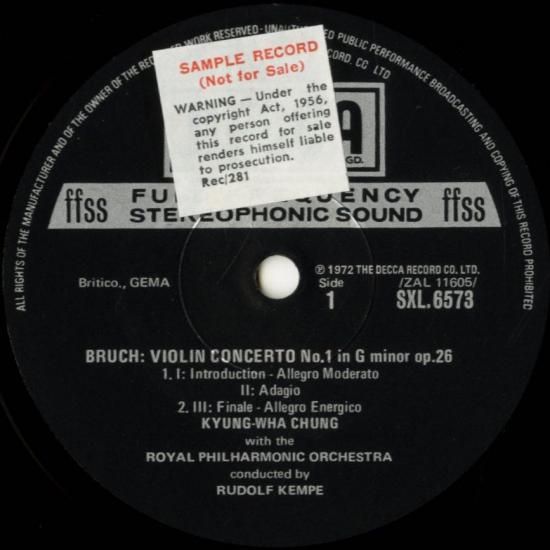 ALL RIGHTS OF THE MANUFACTURER AND OF THE OWNER OF THE RECORDED WORK RESERVED - UNAUTHORISED PUBLIC PERFORMANCE BROADCASTING AND COPYING OF THIS RECORD PROHIBITED
RECORD. CC LTD
SAMPLE RECORD
(Not for Sale)
WARNING — Under the
copyright Act, 1956,
any person offering
this record for sale
renders himself liable
to prosecution.
Rec/281
A
GD.
ffss
FU QUENCY
STEREOPHONIC SOUND
ffss
Britico., GEMA
℗ 1972 THE DECCA RECORD CO. LTD.
Side
1
/ZAL 11605/
SXL.6573
BRUCH: VIOLIN CONCERTO No.1 in G minor op.26
1. I: Introduction - Allegro Moderato
II: Adagio
2. III: Finale - Allegro Energico
KYUNG-WHA CHUNG
with the
ROYAL PHILHARMONIC ORCHESTRA
conducted by
RUDOLF KEMPE